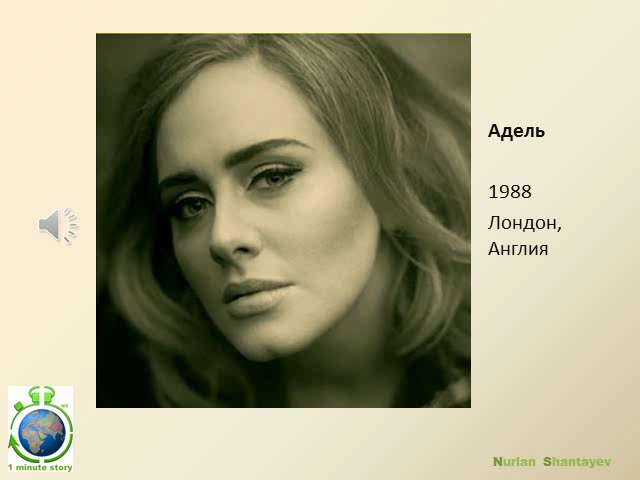 Адель
1988
Лондон,
Англия
1 minute story
Nurlan Shantayev